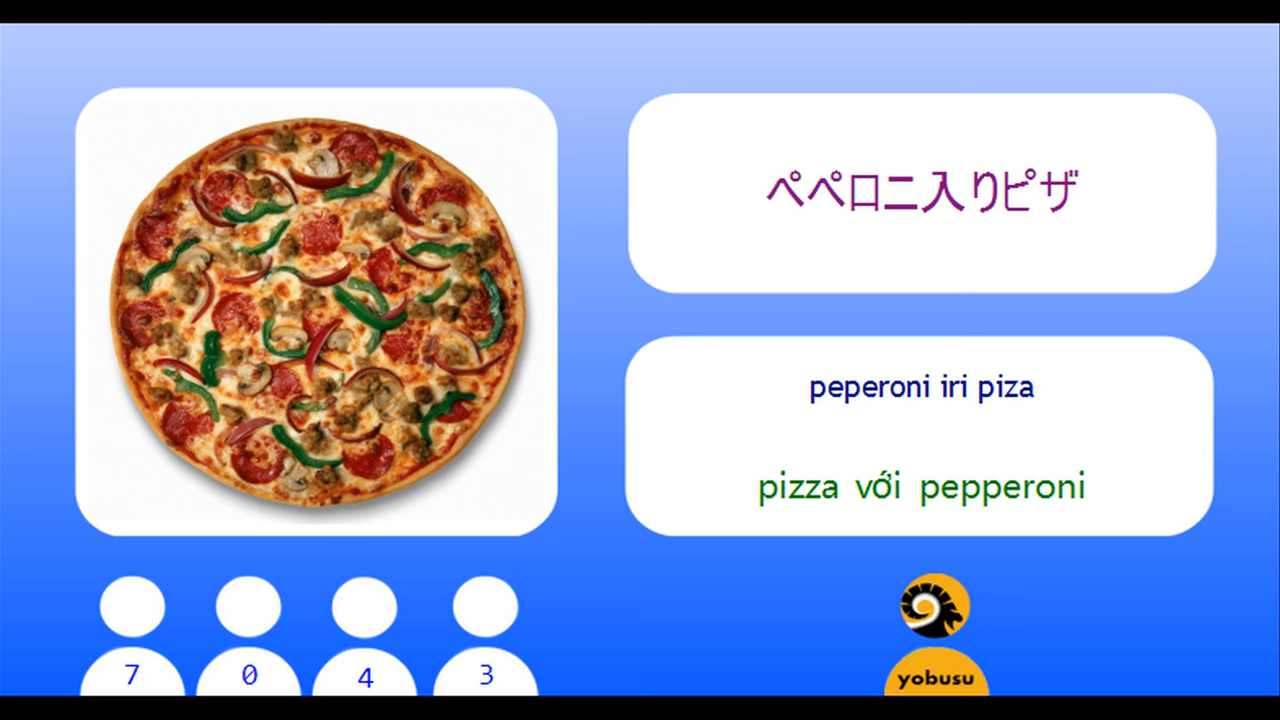 ペペロニ入りピザ
peperoni iri piza
pizza với pepperoni
7 0 4 3
yobusu